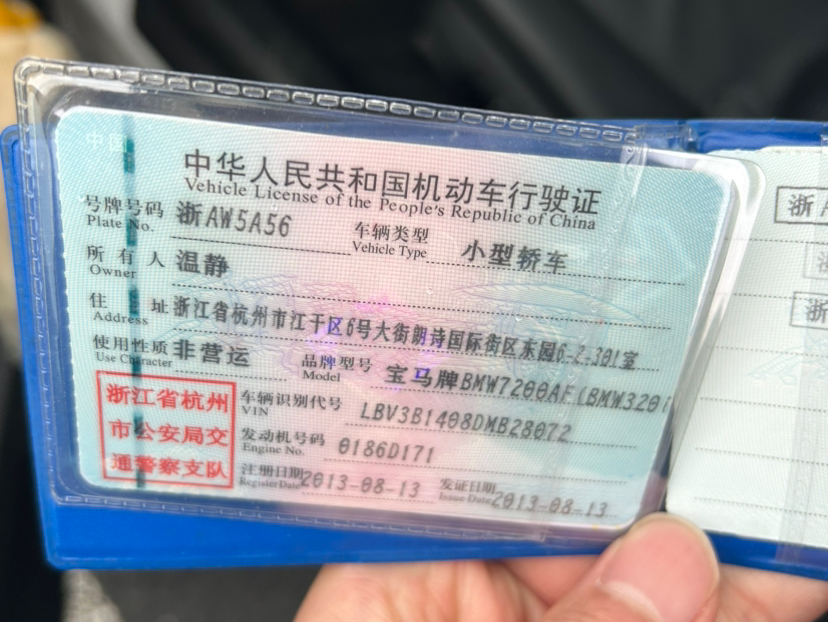 中国
中华人民共和国机动车行驶证
Vehicle License of the People's Republic of China
号牌号码 浙AW5A56 车辆类型 小型轿车
Plate No. Vehicle Type
所有人 温静
Owner
住址 浙江省杭州市江干区6号大街朗诗国际街区东园6-2-301室
Address
使用性质 非营运 品牌型号 宝马牌BMW7200AF(BMW320i
Use Character Model
浙江省杭州
市公安局交
通警察支队
车辆识别代号 LBV3B1408DMB28072
VIN
发动机号码 0186D171
Engine No.
注册日期 2013-08-13 发证日期 2013-08-13
Register Date Issue Date
浙A
浙
浙